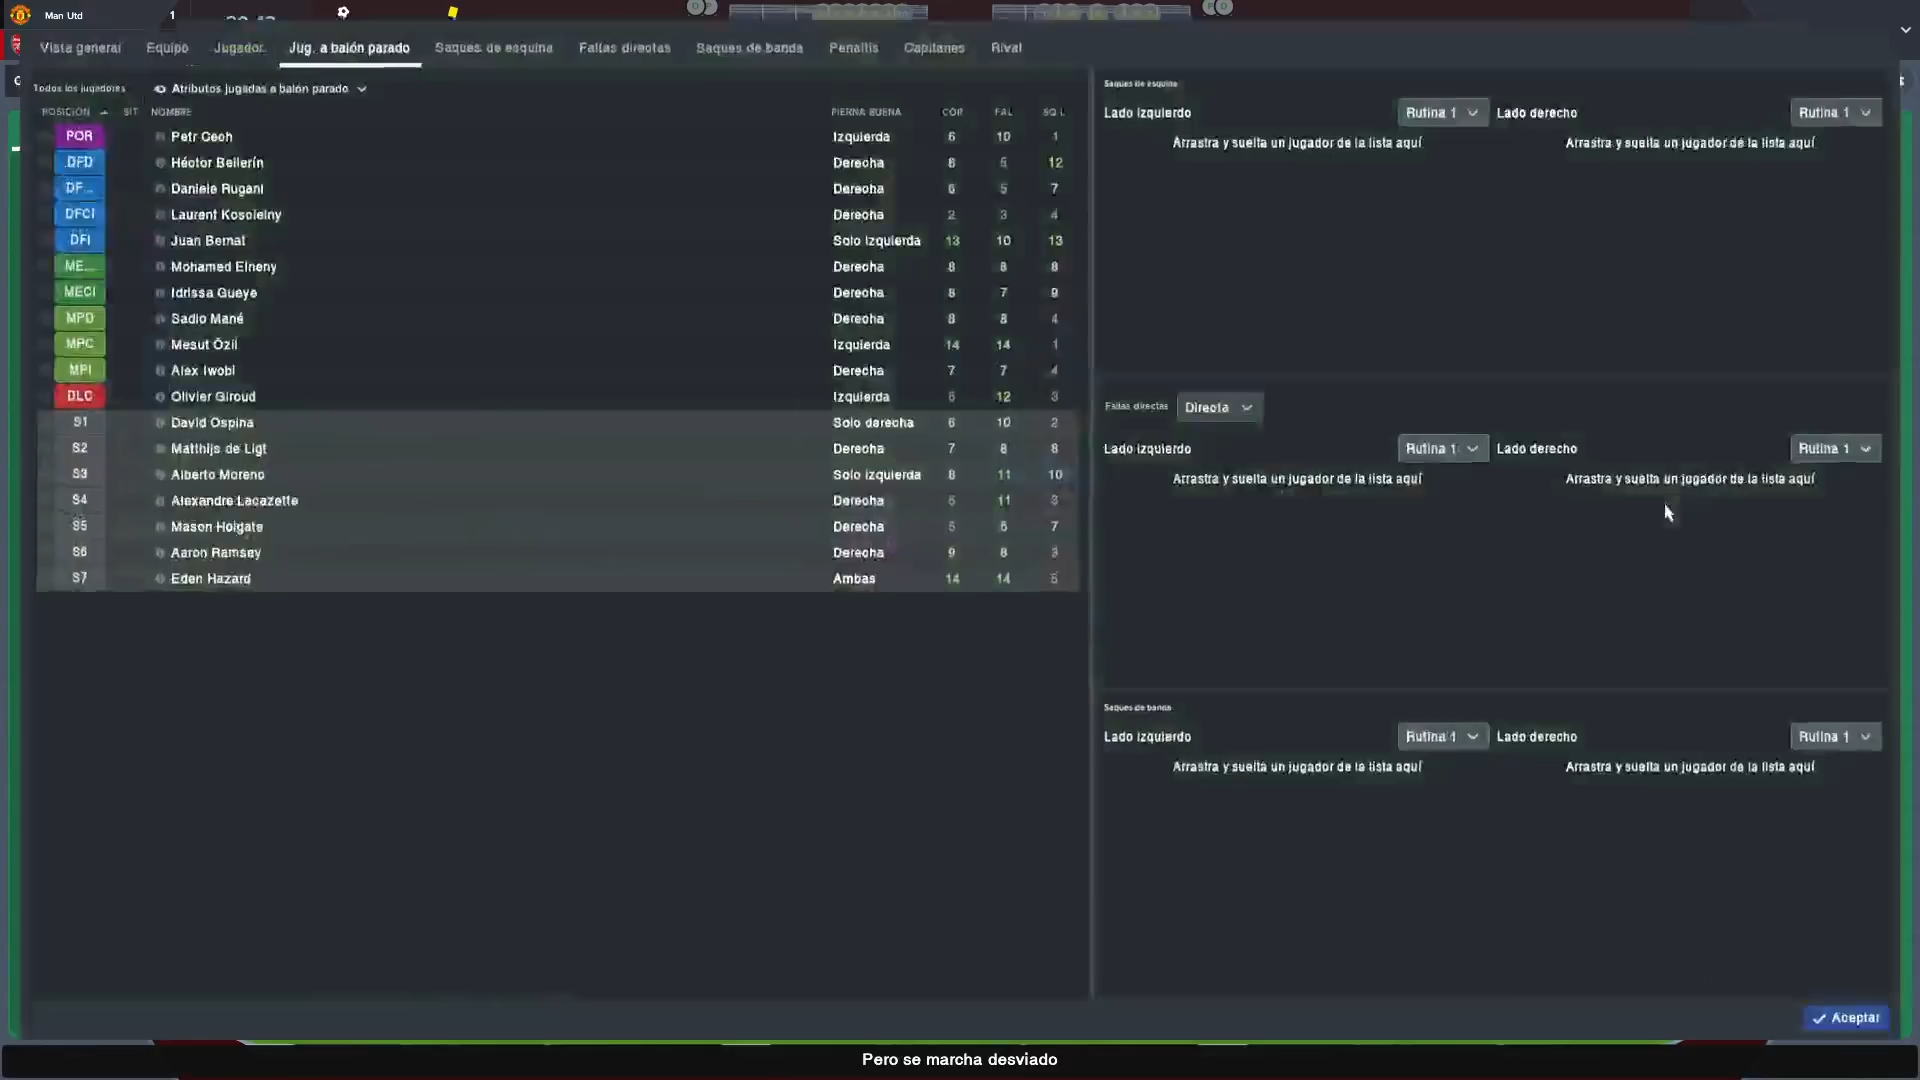 Man Utd 1
Vista general Equipo Jugador Jug. a balón parado Saques de esquina Faltas directas Saques de banda Penaltis Capitanes Rival
Todos los jugadores Atributos jugadas a balón parado
POSICIÓN SIT NOMBRE PIERNA BUENA COR FAL SQ L
POR Petr Cech Izquierda 6 10 1
DFD Héctor Bellerín Derecha 8 5 12
DF... Daniele Rugani Derecha 6 5 7
DFCI Laurent Koscielny Derecha 2 3 4
DFI Juan Bernat Solo izquierda 13 10 13
ME... Mohamed Elneny Derecha 8 8 8
MECI Idrissa Gueye Derecha 8 7 9
MPD Sadio Mané Derecha 8 8 4
MPC Mesut Özil Izquierda 14 14 1
MPI Alex Iwobi Derecha 7 7 4
DLC Olivier Giroud Izquierda 12 3
S1 David Ospina Solo derecha 6 10 2
S2 Matthijs de Ligt Derecha 7 8 8
S3 Alberto Moreno Solo izquierda 8 11 10
S4 Alexandre Lacazette Derecha 11 3
S5 Mason Holgate Derecha 7
S6 Aaron Ramsey Derecha 9 8 3
S7 Eden Hazard Ambas 14 14 5
Saques de esquina
Lado izquierdo Rutina 1 Lado derecho Rutina 1
Arrastra y suelta un jugador de la lista aquí Arrastra y suelta un jugador de la lista aquí
Faltas directas Directa
Lado izquierdo Rutina 1 Lado derecho Rutina 1
Arrastra y suelta un jugador de la lista aquí Arrastra y suelta un jugador de la lista aquí
Saques de banda
Lado izquierdo Rutina 1 Lado derecho Rutina 1
Arrastra y suelta un jugador de la lista aquí Arrastra y suelta un jugador de la lista aquí
Aceptar
Pero se marcha desviado